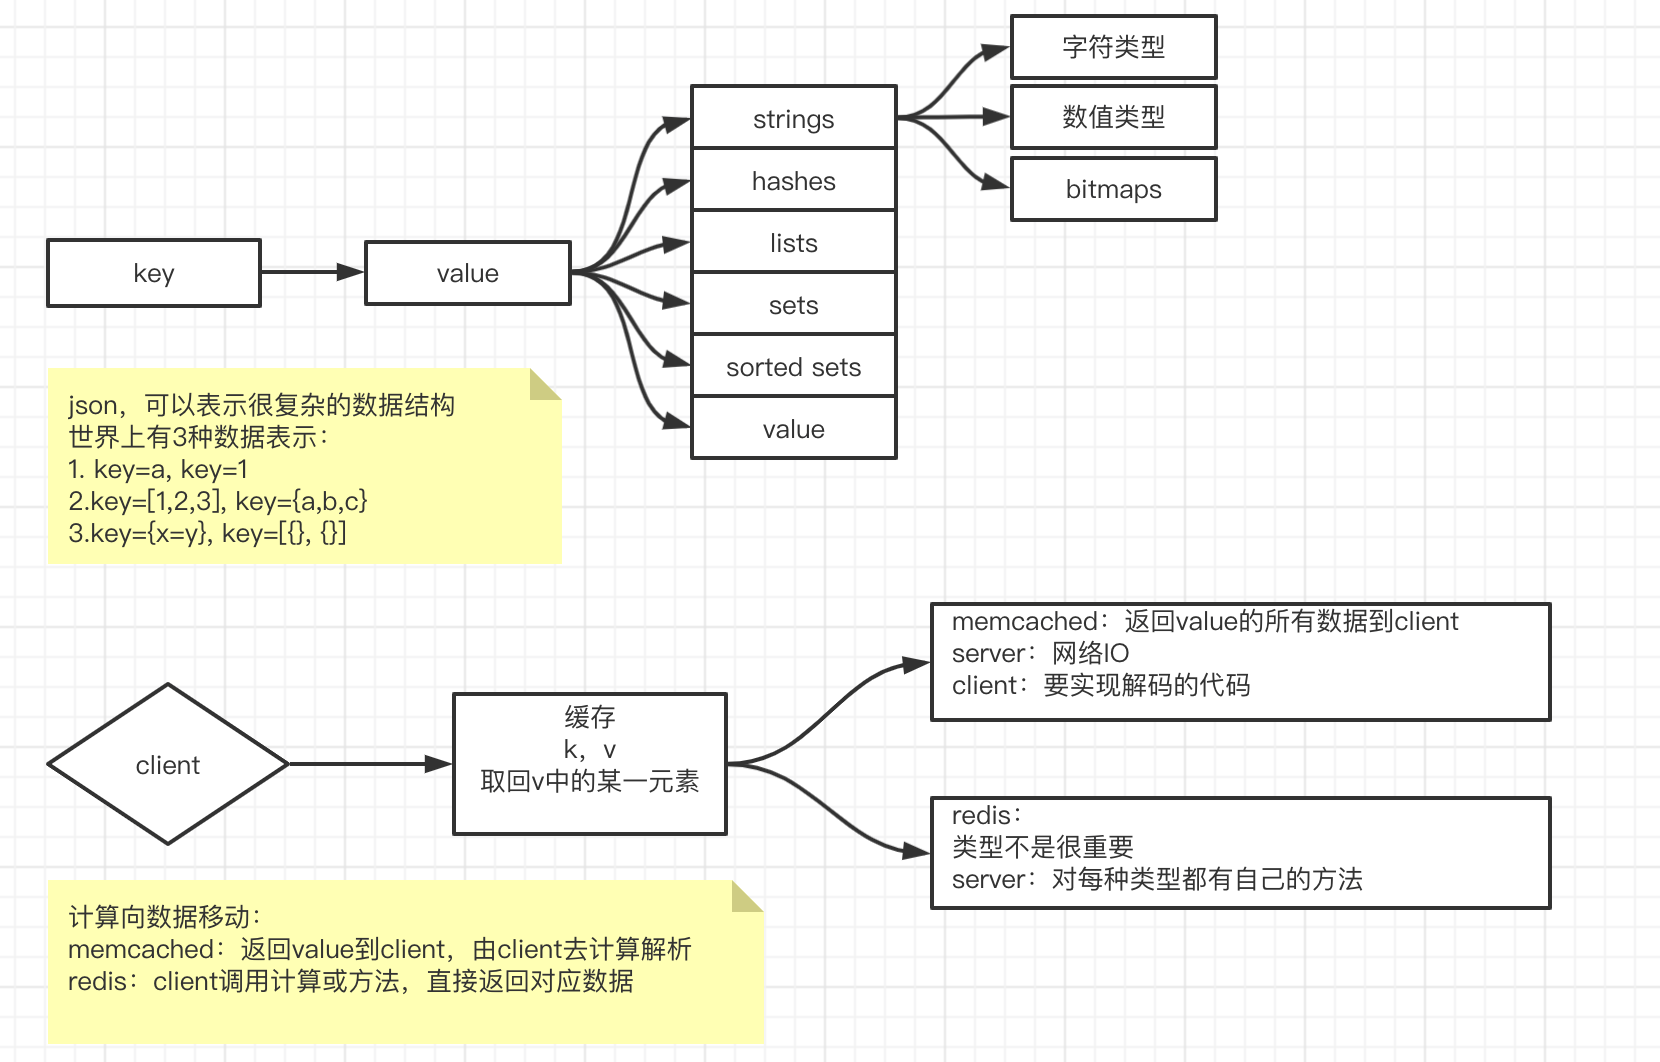 字符类型
数值类型
bitmaps
strings
hashes
lists
sets
sorted sets
value
key
value
json，可以表示很复杂的数据结构
世界上有3种数据表示：
1. key=a, key=1
2.key=[1,2,3], key={a,b,c}
3.key={x=y}, key=[{}, {}]
client
缓存
k，v
取回v中的某一元素
memcached：返回value的所有数据到client
server：网络IO
client：要实现解码的代码
redis：
类型不是很重要
server：对每种类型都有自己的方法
计算向数据移动：
memcached：返回value到client，由client去计算解析
redis：client调用计算或方法，直接返回对应数据